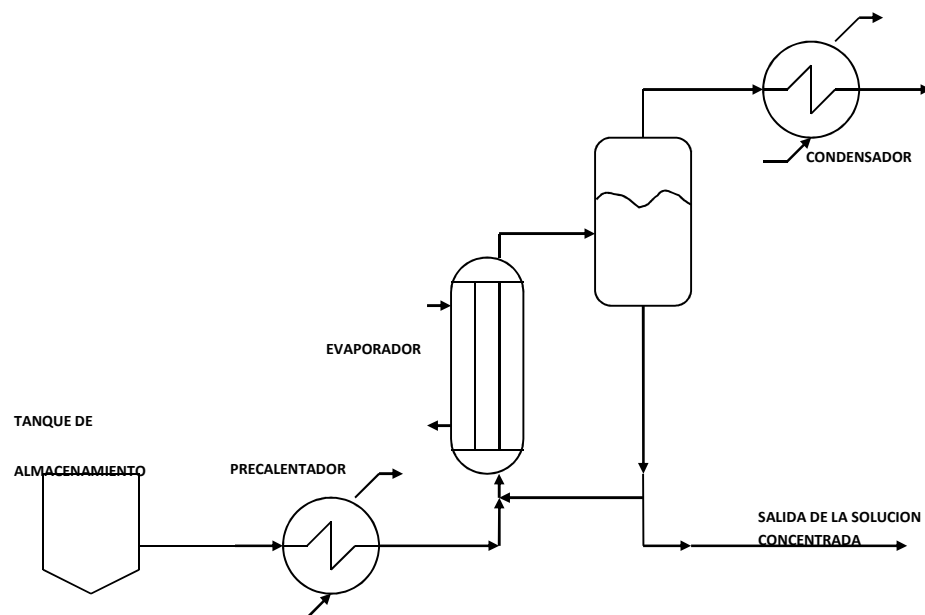 CONDENSADOR
EVAPORADOR
TANQUE DE
ALMACENAMIENTO
PRECALENTADOR
SALIDA DE LA SOLUCION
CONCENTRADA